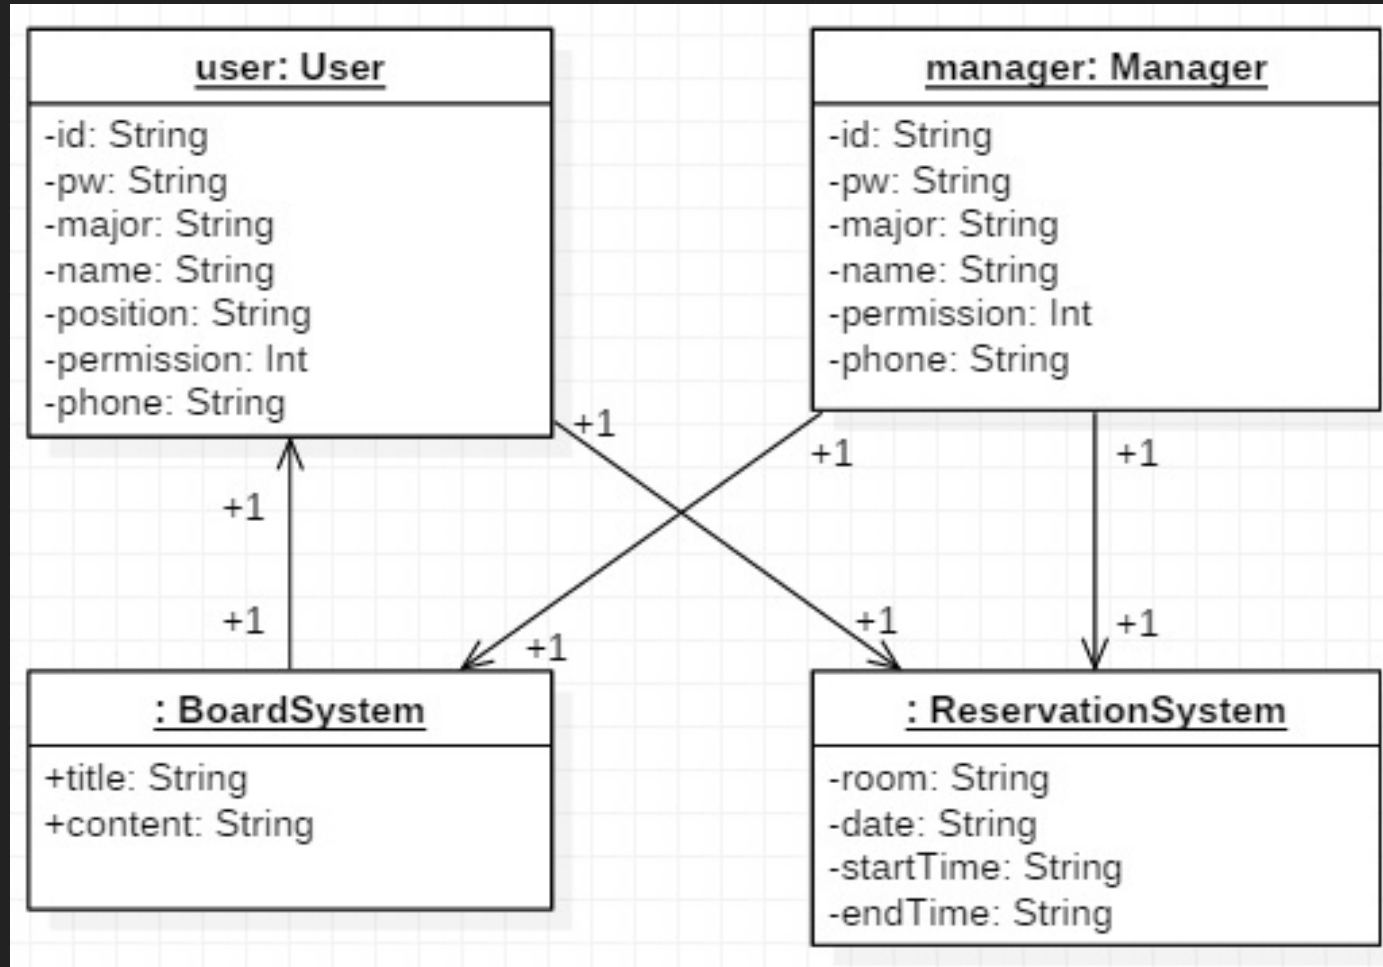 user: User
-id: String
-pw: String
-major: String
-name: String
-position: String
-permission: Int
-phone: String
manager: Manager
-id: String
-pw: String
-major: String
-name: String
-permission: Int
-phone: String
+1
+1
+1
+1
+1
+1
+1
+1
: BoardSystem
+title: String
+content: String
: ReservationSystem
-room: String
-date: String
-startTime: String
-endTime: String